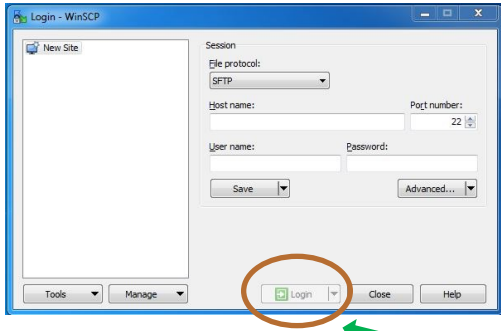 Login - WinSCP
New Site
Session
File protocol:
SFTP
Host name:
Port number:
22
User name:
Password:
Save
Advanced...
Tools
Manage
Login
Close
Help